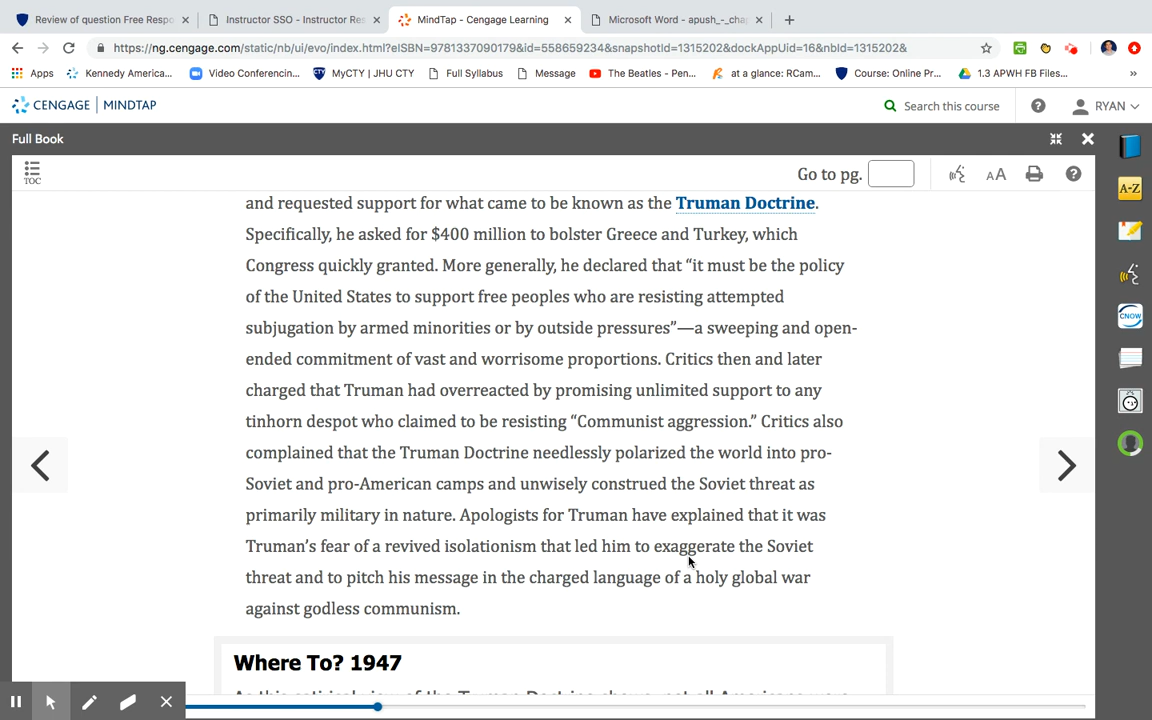 Review of question Free Respo
Instructor SSO - Instructor Re
MindTap - Cengage Learning
Microsoft Word - apush_-_cha
https://ng.cengage.com/static/nb/ui/evo/index.html?eISBN=9781337090179&id=558659234&snapshotId=1315202&dockAppUid=16&nbId=1315202&
Apps
Kennedy America...
Video Conferencin...
CTY
MyCTY | JHU CTY
Full Syllabus
Message
The Beatles - Pen...
at a glance: RCam...
Course: Online Pr...
1.3 APWH FB Files...
CENGAGE | MINDTAP
Search this course
RYAN
Full Book
TOC
Go to pg.
AA
A-Z
CNOW
and requested support for what came to be known as the Truman Doctrine.
Specifically, he asked for $400 million to bolster Greece and Turkey, which
Congress quickly granted. More generally, he declared that “it must be the policy
of the United States to support free peoples who are resisting attempted
subjugation by armed minorities or by outside pressures”—a sweeping and open-
ended commitment of vast and worrisome proportions. Critics then and later
charged that Truman had overreacted by promising unlimited support to any
tinhorn despot who claimed to be resisting “Communist aggression.” Critics also
complained that the Truman Doctrine needlessly polarized the world into pro-
Soviet and pro-American camps and unwisely construed the Soviet threat as
primarily military in nature. Apologists for Truman have explained that it was
Truman’s fear of a revived isolationism that led him to exaggerate the Soviet
threat and to pitch his message in the charged language of a holy global war
against godless communism.
Where To? 1947